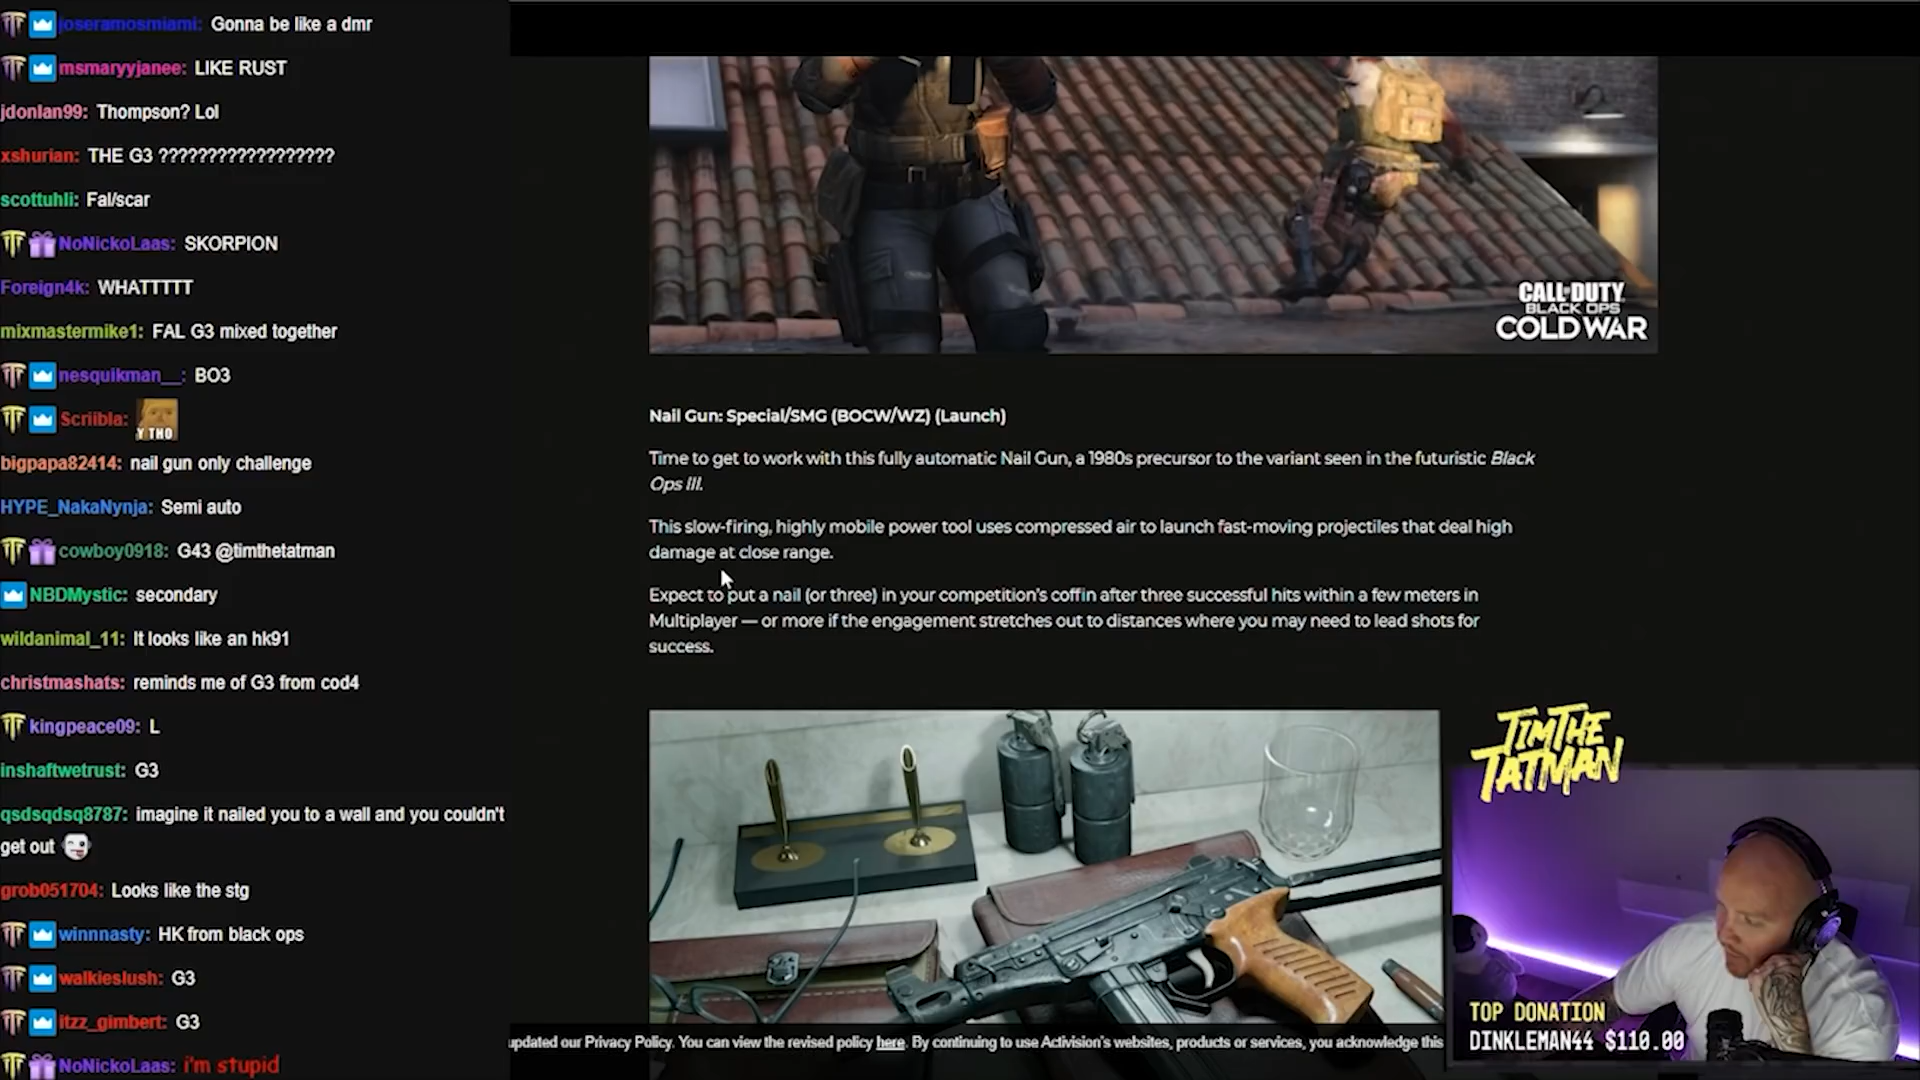 joseramosmiami: Gonna be like a dmr
msmaryyjanee: LIKE RUST
jdonlan99: Thompson? Lol
xshurian: THE G3 ??????????????????
scottuhli: Fal/scar
NoNickoLaas: SKORPION
Foreign4k: WHATTTTT
mixmastermike1: FAL G3 mixed together
nesquikman__: BO3
Scriibla:
Y THO
bigpapa82414: nail gun only challenge
HYPE_NakaNynja: Semi auto
cowboy0918: G43 @timthetatman
NBDMystic: secondary
wildanimal_11: It looks like an hk91
christmashats: reminds me of G3 from cod4
kingpeace09: L
inshaftwetrust: G3
qsdsqdsq8787: imagine it nailed you to a wall and you couldn't
get out
grob051704: Looks like the stg
winnnasty: HK from black ops
walkieslush: G3
itzz_gimbert: G3
NoNickoLaas: i'm stupid
CALL OF DUTY
BLACK OPS
COLD WAR
Nail Gun: Special/SMG (BOCW/WZ) (Launch)
Time to get to work with this fully automatic Nail Gun, a 1980s precursor to the variant seen in the futuristic Black
Ops III.
This slow-firing, highly mobile power tool uses compressed air to launch fast-moving projectiles that deal high
damage at close range.
Expect to put a nail (or three) in your competition's coffin after three successful hits within a few meters in
Multiplayer — or more if the engagement stretches out to distances where you may need to lead shots for
success.
TIMTHE
TATMAN
TOP DONATION
DINKLEMAN44 $110.00
updated our Privacy Policy. You can view the revised policy here. By continuing to use Activision's websites, products or services, you acknowledge this